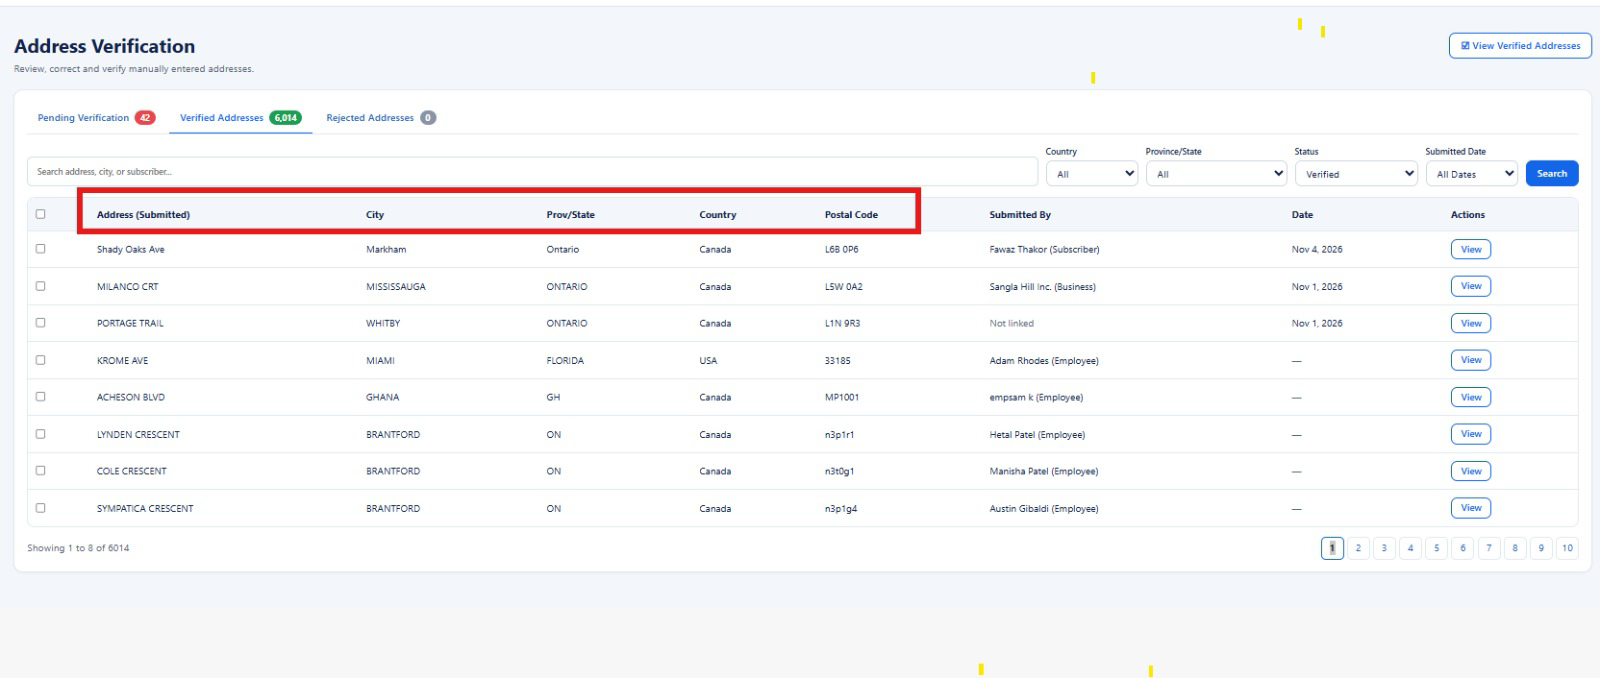 Address Verification
Review, correct and verify manually entered addresses.
View Verified Addresses
Pending Verification 42 Verified Addresses 6,014 Rejected Addresses 0
Country Province/State Status Submitted Date
Search address, city, or subscriber... All All Verified All Dates Search
Address (Submitted) City Prov/State Country Postal Code Submitted By Date Actions
Shady Oaks Ave Markham Ontario Canada L6B 0P6 Fawaz Thakor (Subscriber) Nov 4, 2026 View
MILANCO CRT MISSISSAUGA ONTARIO Canada L5W 0A2 Sangla Hill Inc. (Business) Nov 1, 2026 View
PORTAGE TRAIL WHITBY ONTARIO Canada L1N 9R3 Not linked Nov 1, 2026 View
KROME AVE MIAMI FLORIDA USA 33185 Adam Rhodes (Employee) — View
ACHESON BLVD GHANA GH Canada MP1001 empsam k (Employee) — View
LYNDEN CRESCENT BRANTFORD ON Canada n3p1r1 Hetal Patel (Employee) — View
COLE CRESCENT BRANTFORD ON Canada n3t0g1 Manisha Patel (Employee) — View
SYMPATICA CRESCENT BRANTFORD ON Canada n3p1g4 Austin Gibaldi (Employee) — View
Showing 1 to 8 of 6014 1 2 3 4 5 6 7 8 9 10